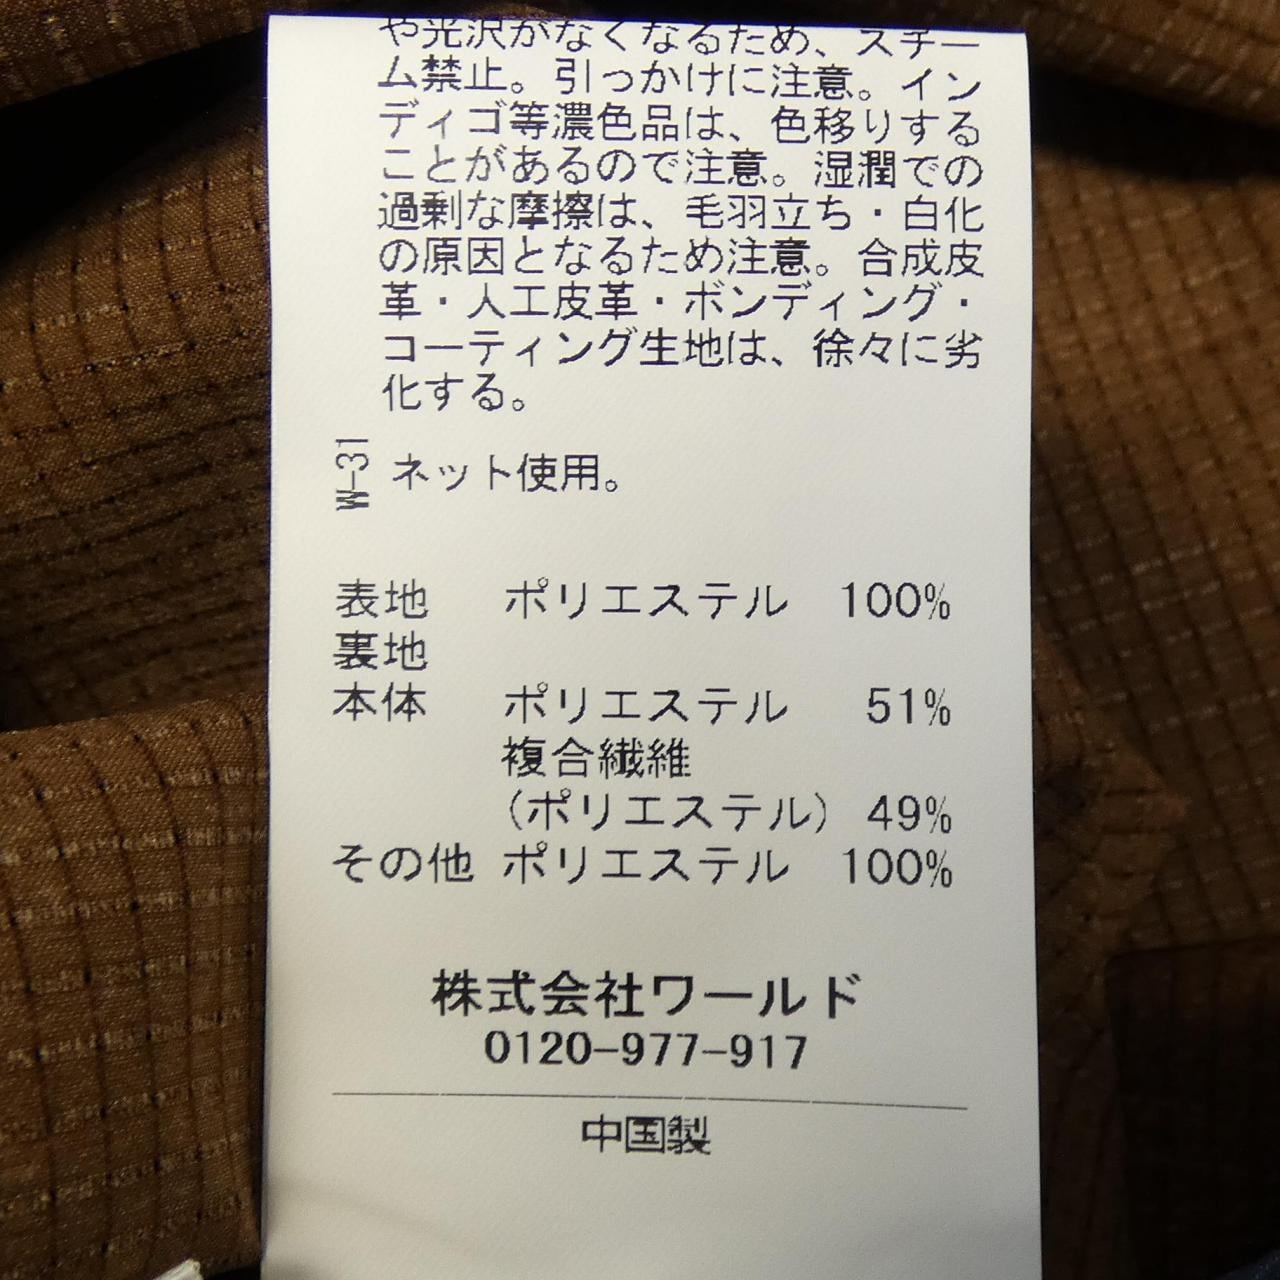 や光沢がなくなるため、スチー
ム禁止。引っかけに注意。イン
ディゴ等濃色品は、色移りする
ことがあるので注意。湿潤での
過剰な摩擦は、毛羽立ち・白化
の原因となるため注意。合成皮
革・人工皮革・ボンディング・
コーティング生地は、徐々に劣
化する。
W-31 ネット使用。
表地 ポリエステル 100%
裏地
本体 ポリエステル 51%
複合繊維
(ポリエステル) 49%
その他 ポリエステル 100%
株式会社ワールド
0120-977-917
中国製